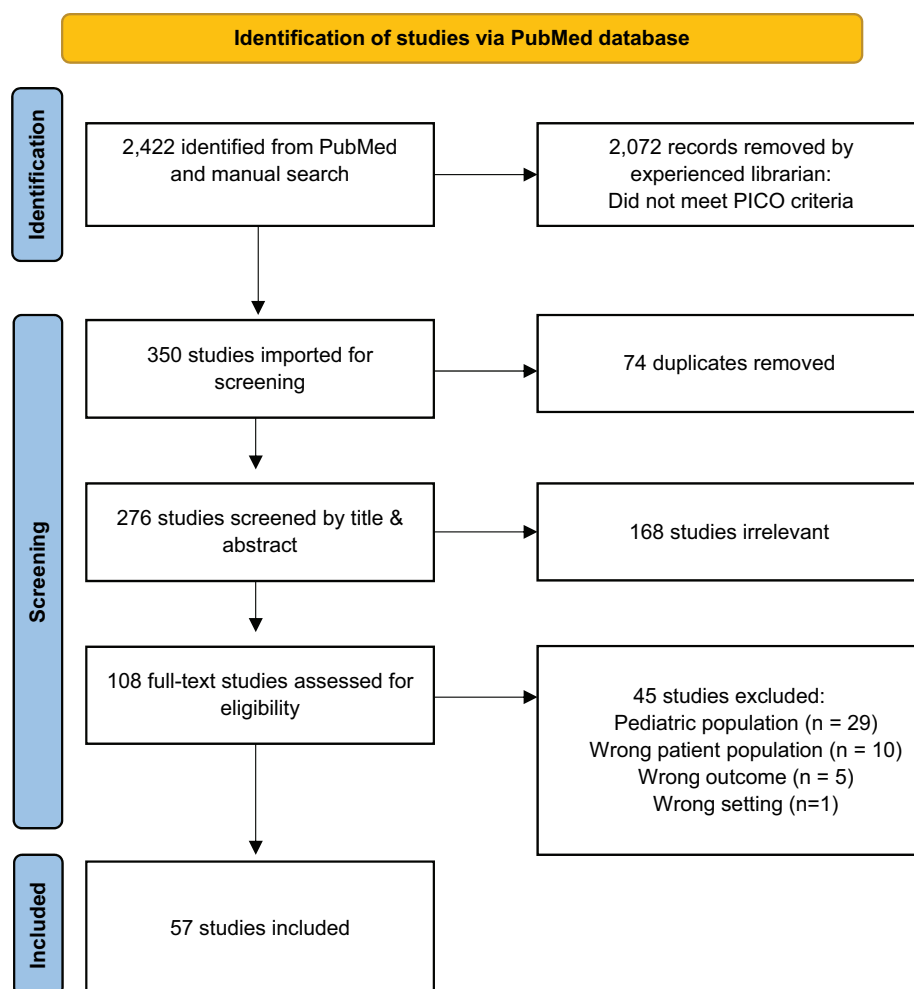 Identification of studies via PubMed database
Identification
2,422 identified from PubMed
and manual search
2,072 records removed by
experienced librarian:
Did not meet PICO criteria
Screening
350 studies imported for
screening
74 duplicates removed
276 studies screened by title &
abstract
168 studies irrelevant
108 full-text studies assessed for
eligibility
45 studies excluded:
Pediatric population (n = 29)
Wrong patient population (n = 10)
Wrong outcome (n = 5)
Wrong setting (n=1)
Included
57 studies included